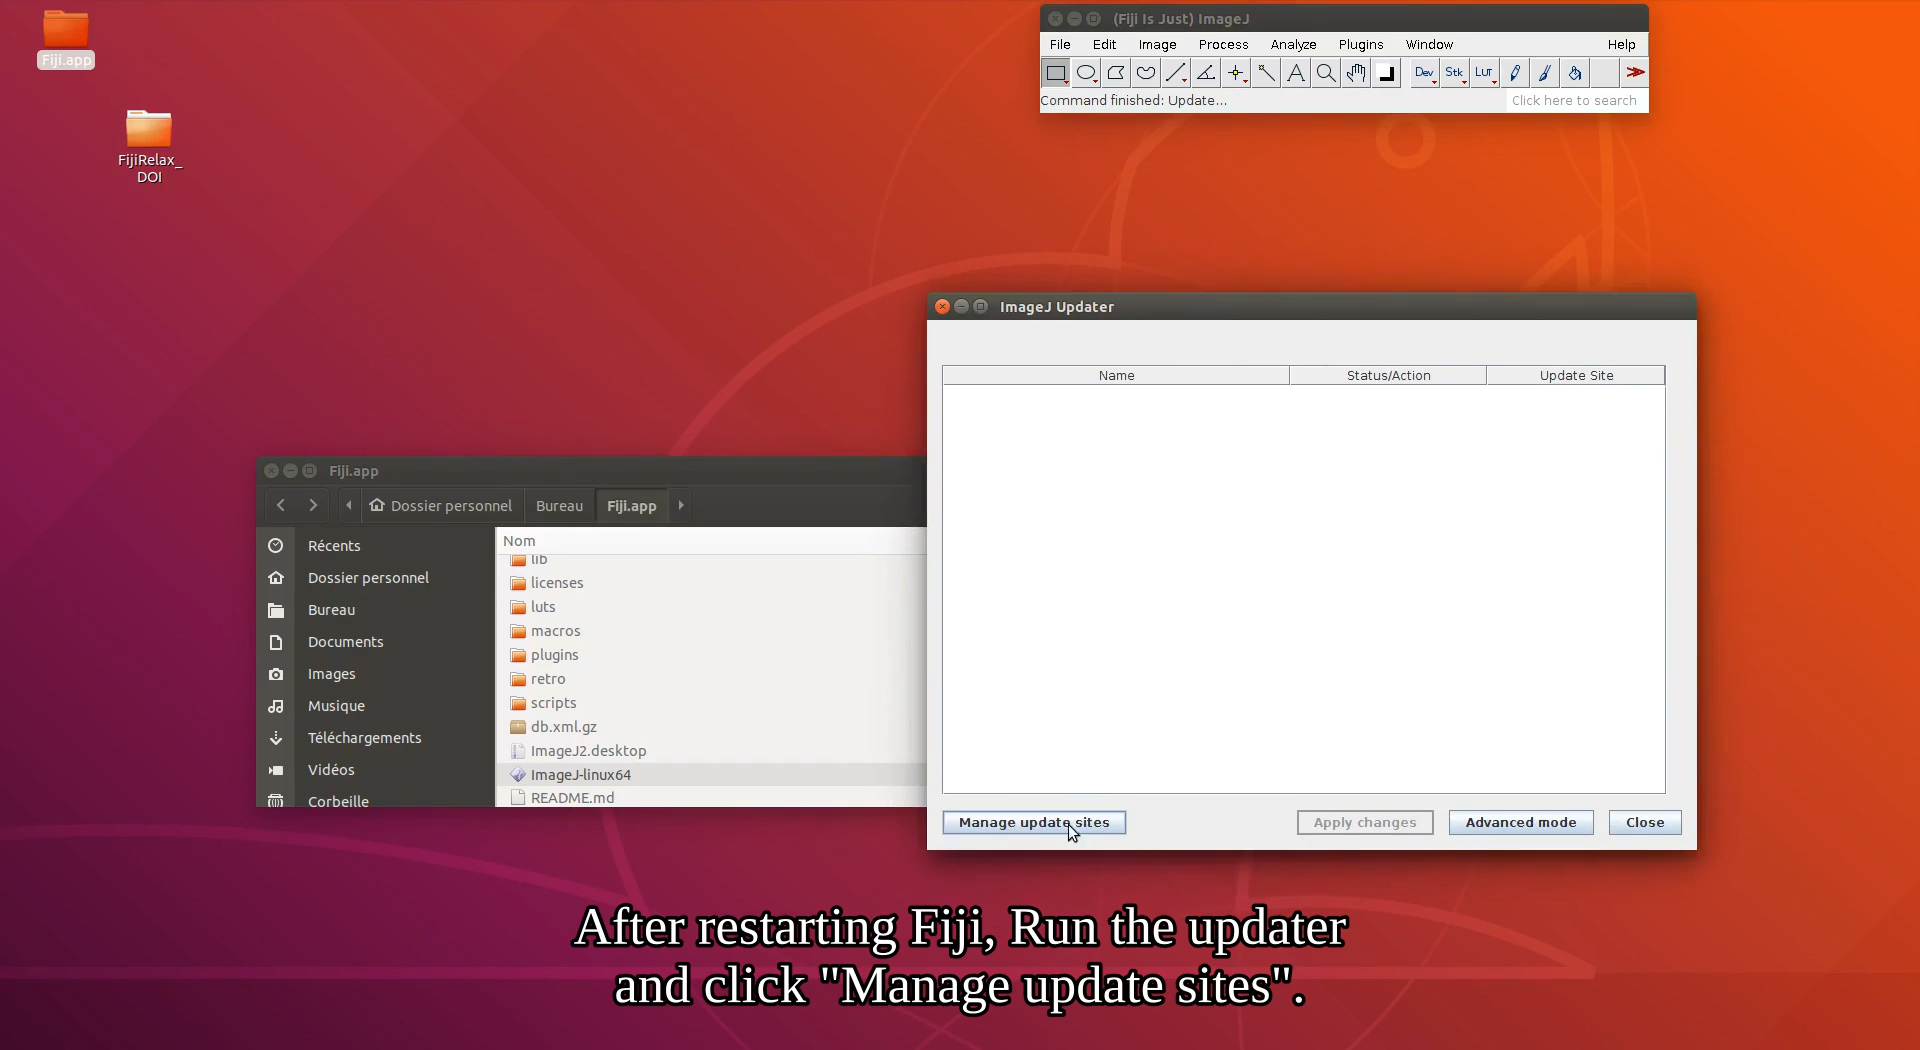 Fiji.app
FijiRelax_
DOI
(Fiji Is Just) ImageJ
File Edit Image Process Analyze Plugins Window Help
Dev Stk LUT
Command finished: Update...
Click here to search
ImageJ Updater
Name Status/Action Update Site
Manage update sites Apply changes Advanced mode Close
Fiji.app
Dossier personnel Bureau Fiji.app
Récents
Dossier personnel
Bureau
Documents
Images
Musique
Téléchargements
Vidéos
Corbeille
Nom
lib
licenses
luts
macros
plugins
retro
scripts
db.xml.gz
ImageJ2.desktop
ImageJ-linux64
README.md
After restarting Fiji, Run the updater
and click "Manage update sites".